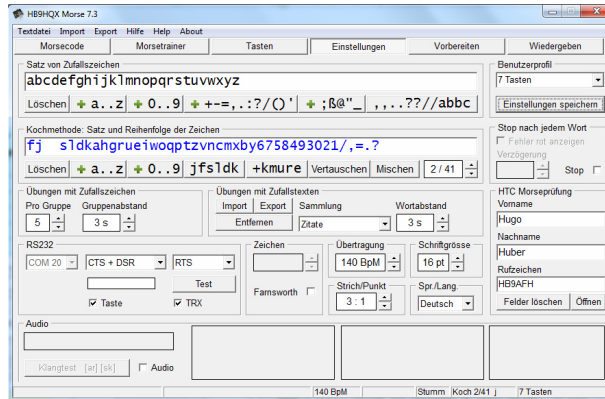 HB9HQX Morse 7.3
Textdatei Import Export Hilfe Help About
Morsecode Morsetrainer Tasten Einstellungen Vorbereiten Wiedergeben
Satz von Zufallszeichen
abcdefghijklmnopqrstuvwxyz
Löschen + a..z + 0..9 + +-=,.:?/()' + ;ß@"_ ,,..??//abbc
Benutzerprofil
7 Tasten
Einstellungen speichern
Kochmethode: Satz und Reihenfolge der Zeichen
fj sldkahgrueiwoqptzvncmxby6758493021/,=.?
Löschen + a..z + 0..9 jfsldk +kmure Vertauschen Mischen 2 / 41
Stop nach jedem Wort
Fehler rot anzeigen
Verzögerung
Stop
Übungen mit Zufallszeichen
Pro Gruppe Gruppenabstand
5 3 s
Übungen mit Zufallstexten
Import Export Sammlung Wortabstand
Entfernen Zitate 3 s
HTC Morseprüfung
Vorname
Hugo
Nachname
Huber
Rufzeichen
HB9AFH
Felder löschen Öffnen
RS232
COM 20 CTS + DSR RTS
Test
Taste TRX
Zeichen
Farnsworth
Übertragung
140 BpM
Schriftgrösse
16 pt
Strich/Punkt
3 : 1
Spr./Lang.
Deutsch
Audio
Klangtest [ar] [sk] Audio
140 BpM Stumm Koch 2/41 j 7 Tasten